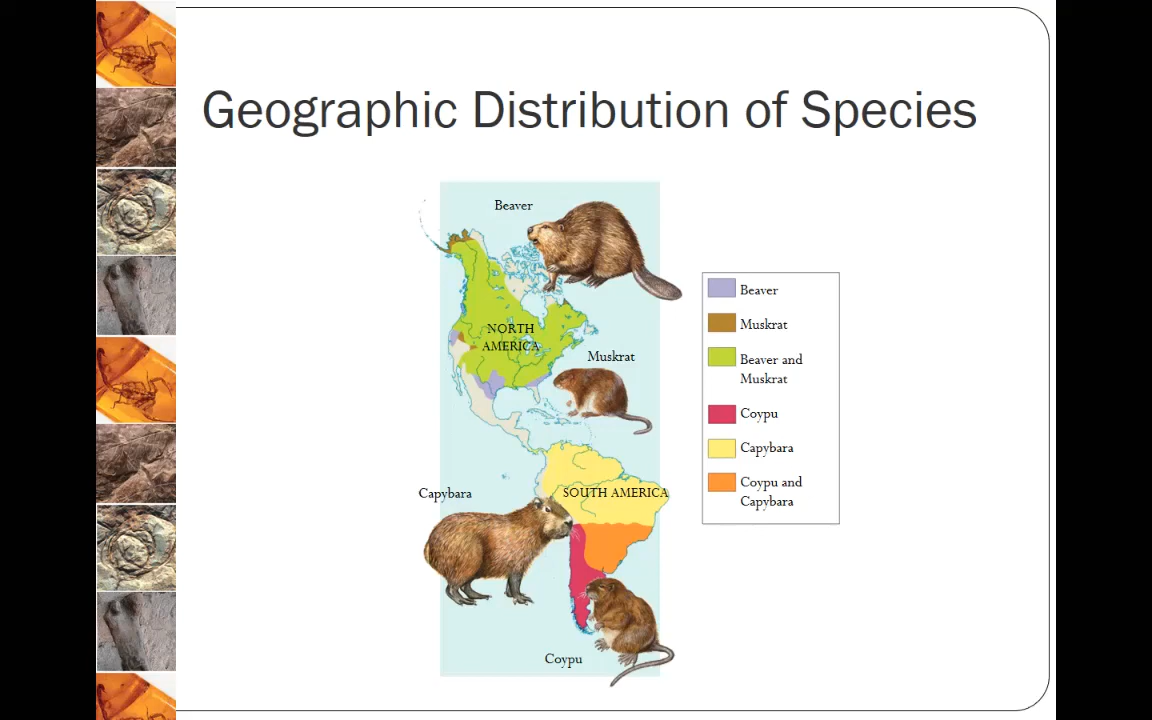 Geographic Distribution of Species
Beaver
NORTH
AMERICA
Muskrat
Capybara
SOUTH AMERICA
Coypu
Beaver
Muskrat
Beaver and
Muskrat
Coypu
Capybara
Coypu and
Capybara